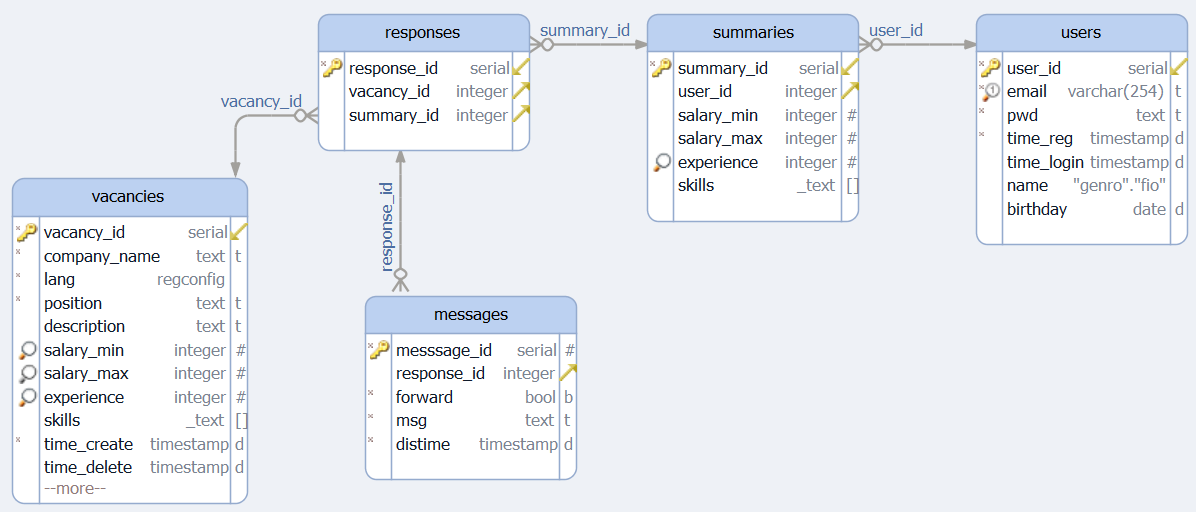 responses
response_id serial
vacancy_id integer
summary_id integer
summary_id
summaries
summary_id serial
user_id integer
salary_min integer #
salary_max integer #
experience integer #
skills _text []
user_id
users
user_id serial
email varchar(254) t
pwd text t
time_reg timestamp d
time_login timestamp d
name "genro"."fio"
birthday date d
vacancy_id
vacancies
vacancy_id serial
company_name text t
lang regconfig
position text t
description text t
salary_min integer #
salary_max integer #
experience integer #
skills _text []
time_create timestamp d
time_delete timestamp d
--more--
response_id
messages
messsage_id serial #
response_id integer
forward bool b
msg text t
distime timestamp d